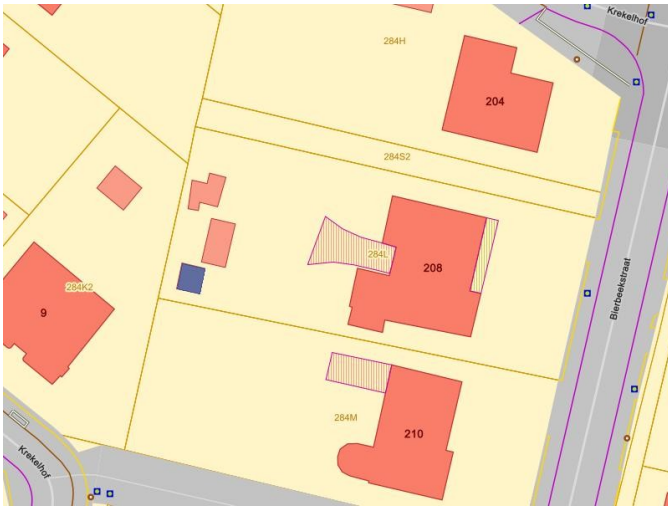 Krekelhof
284H
204
284S2
284L
208
Bierbeekstraat
284K2
9
284M
210
Krekelhof